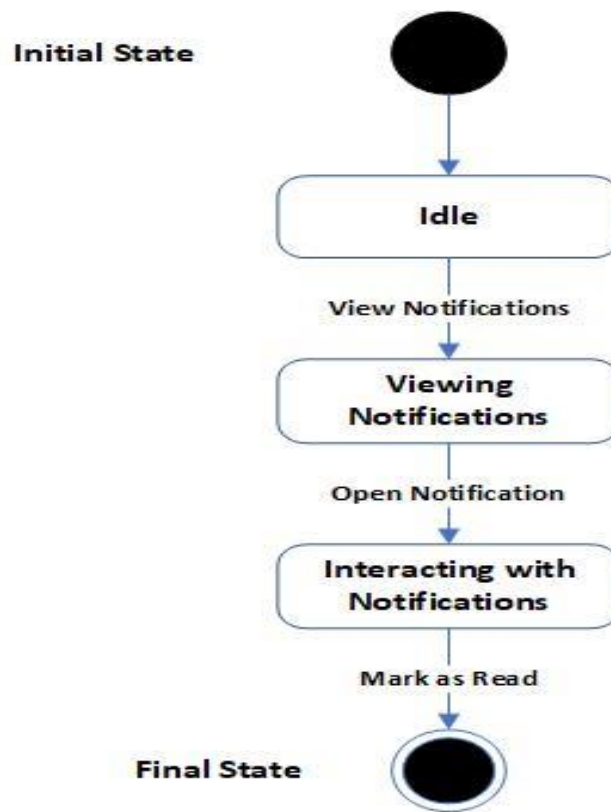 Initial State
Idle
View Notifications
Viewing
Notifications
Open Notification
Interacting with
Notifications
Mark as Read
Final State